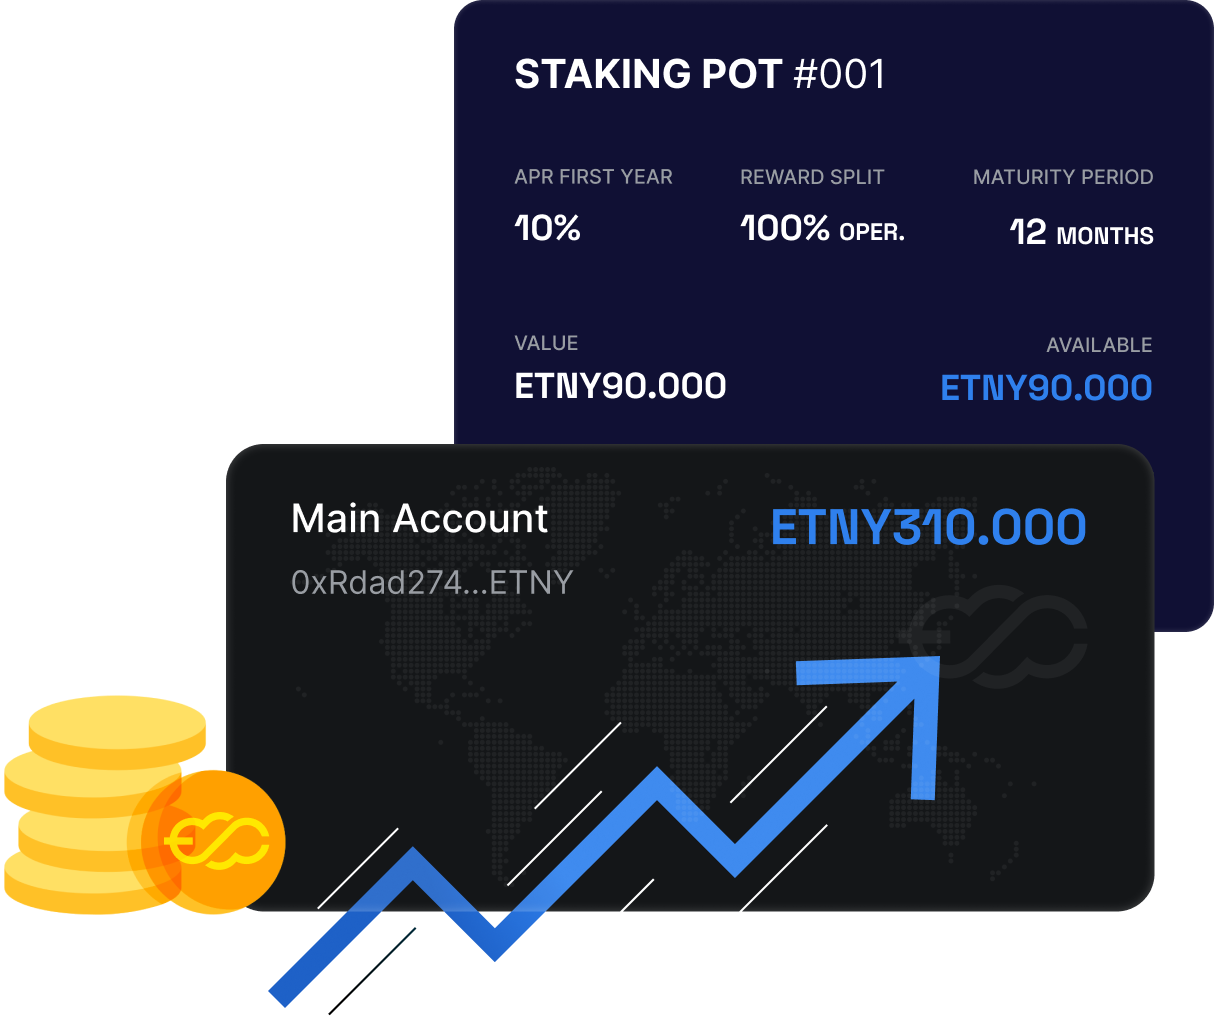 STAKING POT #001
APR FIRST YEAR
REWARD SPLIT
MATURITY PERIOD
10%
100% OPER.
12 MONTHS
VALUE
AVAILABLE
ETNY90.000
ETNY90.000
Main Account
ETNY310.000
0xRdad274...ETNY